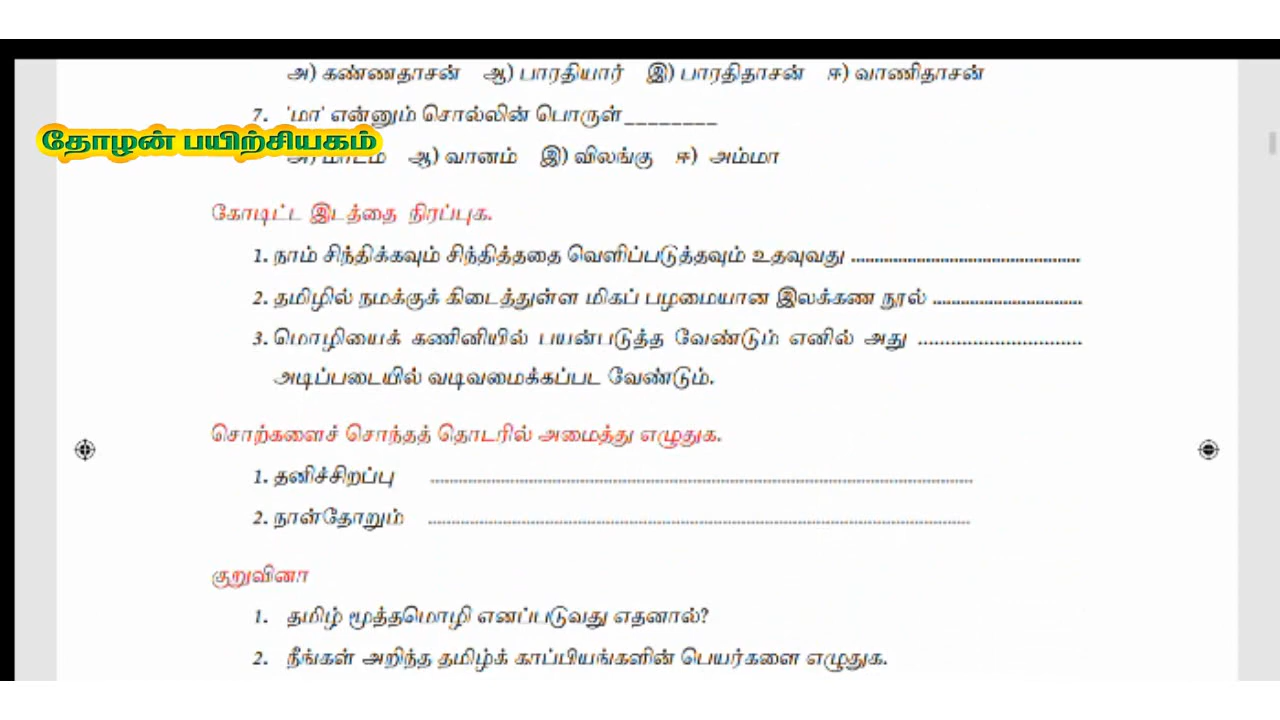 அ) கண்ணதாசன் ஆ) பாரதியார் இ) பாரதிதாசன் ஈ) வாணிதாசன்
7. 'மா' என்னும் சொல்லின் பொருள்________
தோழன் பயிற்சியகம்
அ) மாடம் ஆ) வானம் இ) விலங்கு ஈ) அம்மா
கோடிட்ட இடத்தை நிரப்புக.
1. நாம் சிந்திக்கவும் சிந்தித்ததை வெளிப்படுத்தவும் உதவுவது ....................
2. தமிழில் நமக்குக் கிடைத்துள்ள மிகப் பழமையான இலக்கண நூல் ....................
3. மொழியைக் கணினியில் பயன்படுத்த வேண்டும் எனில் அது ....................
அடிப்படையில் வடிவமைக்கப்பட வேண்டும்.
சொற்களைச் சொந்தத் தொடரில் அமைத்து எழுதுக.
1. தனிச்சிறப்பு ....................
2. நாள்தோறும் ....................
குறுவினா
1. தமிழ் மூத்தமொழி எனப்படுவது எதனால்?
2. நீங்கள் அறிந்த தமிழ்க் காப்பியங்களின் பெயர்களை எழுதுக.